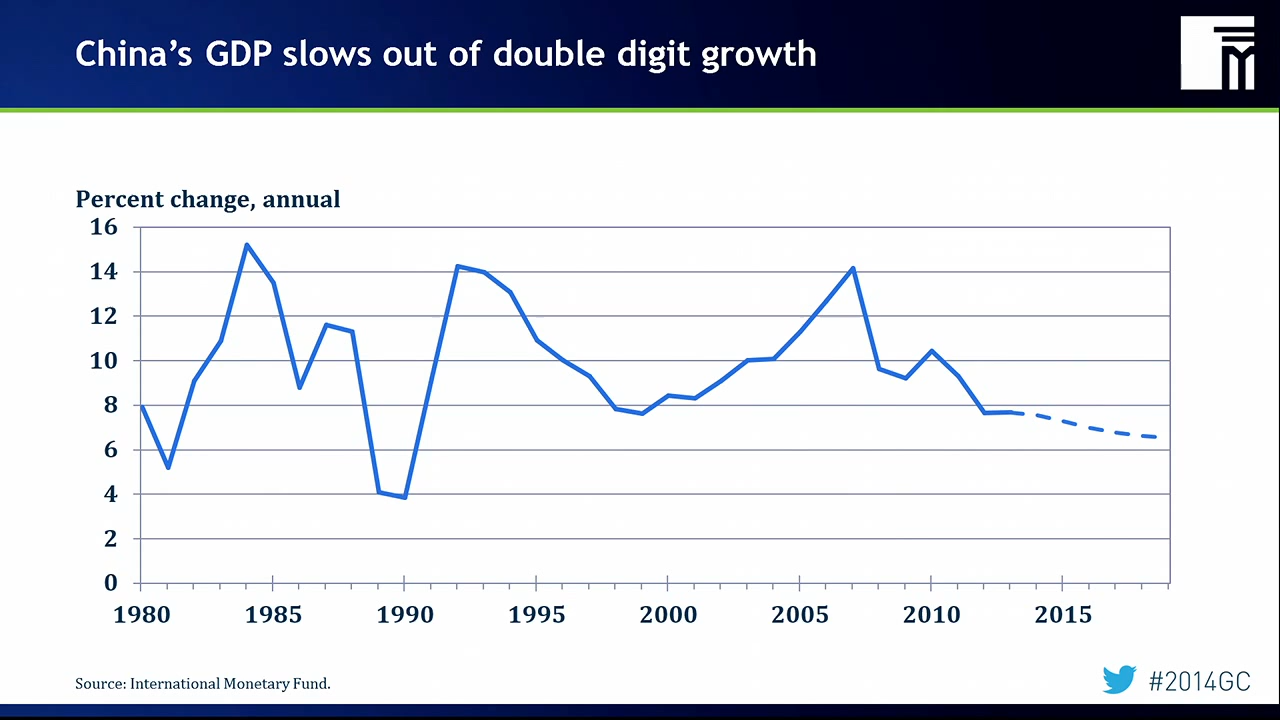 China’s GDP slows out of double digit growth
Percent change, annual
16
14
12
10
8
6
4
2
0
1980 1985 1990 1995 2000 2005 2010 2015
Source: International Monetary Fund.
#2014GC